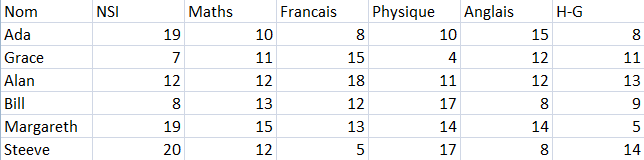 Nom NSI Maths Francais Physique Anglais H-G
Ada 19 10 8 10 15 8
Grace 7 11 15 4 12 11
Alan 12 12 18 11 12 13
Bill 8 13 12 17 8 9
Margareth 19 15 13 14 14 5
Steeve 20 12 5 17 8 14